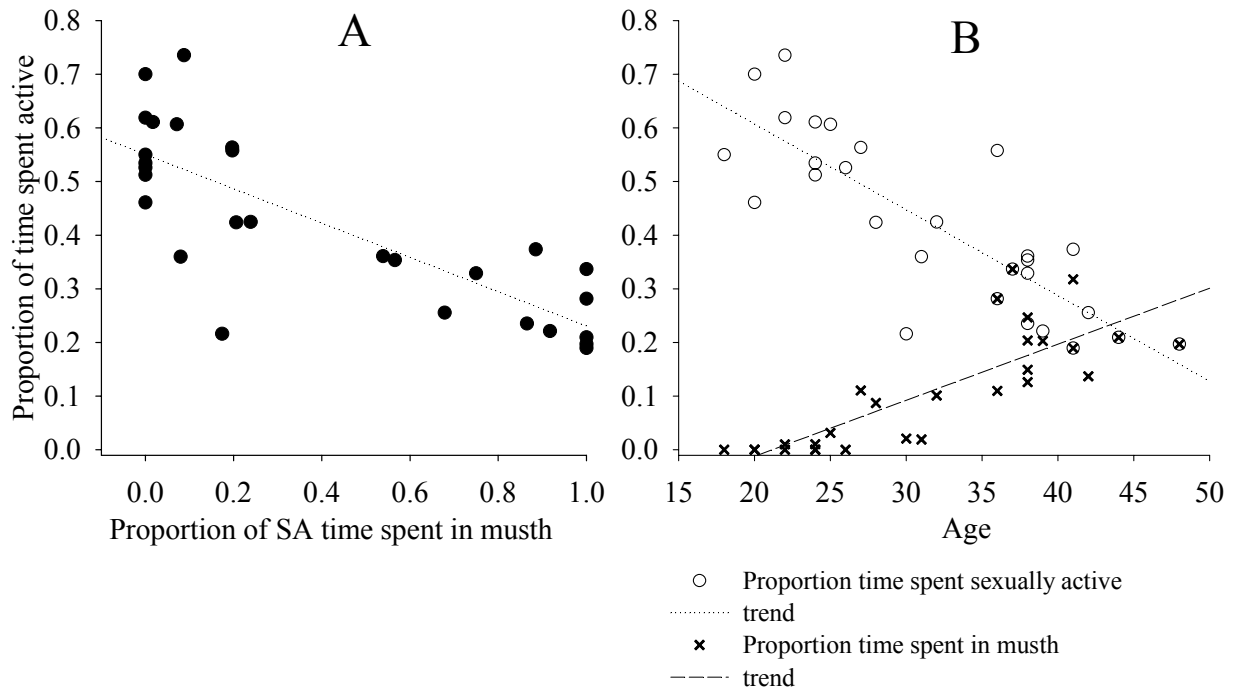 A
B
Proportion of time spent active
0.8
0.7
0.6
0.5
0.4
0.3
0.2
0.1
0.0
0.0 0.2 0.4 0.6 0.8 1.0
Proportion of SA time spent in musth
0.8
0.7
0.6
0.5
0.4
0.3
0.2
0.1
0.0
15 20 25 30 35 40 45 50
Age
Proportion time spent sexually active
trend
Proportion time spent in musth
trend